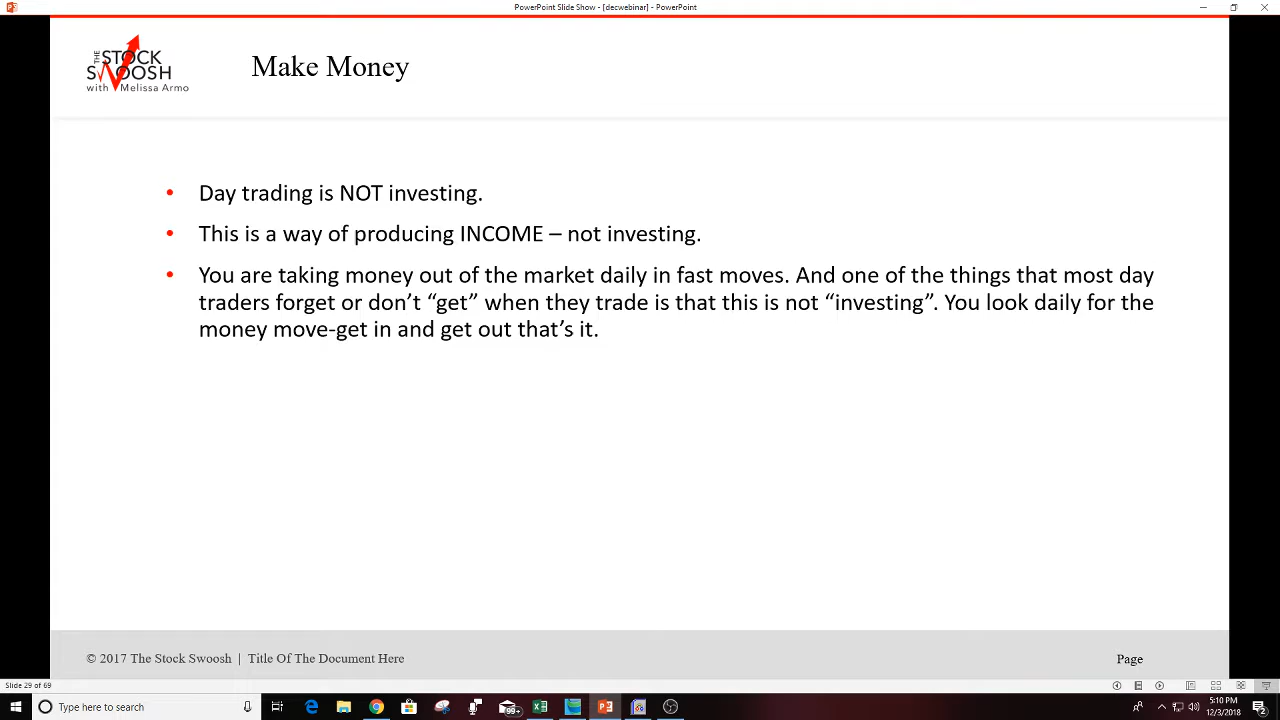 PowerPoint Slide Show - [decwebinar] - PowerPoint
THE STOCK
SWOOSH
with Melissa Armo
Make Money
• Day trading is NOT investing.
• This is a way of producing INCOME – not investing.
• You are taking money out of the market daily in fast moves. And one of the things that most day
traders forget or don’t “get” when they trade is that this is not “investing”. You look daily for the
money move-get in and get out that’s it.
© 2017 The Stock Swoosh | Title Of The Document Here
Page
Slide 29 of 69
Type here to search
99+
5:10 PM
12/3/2018
2